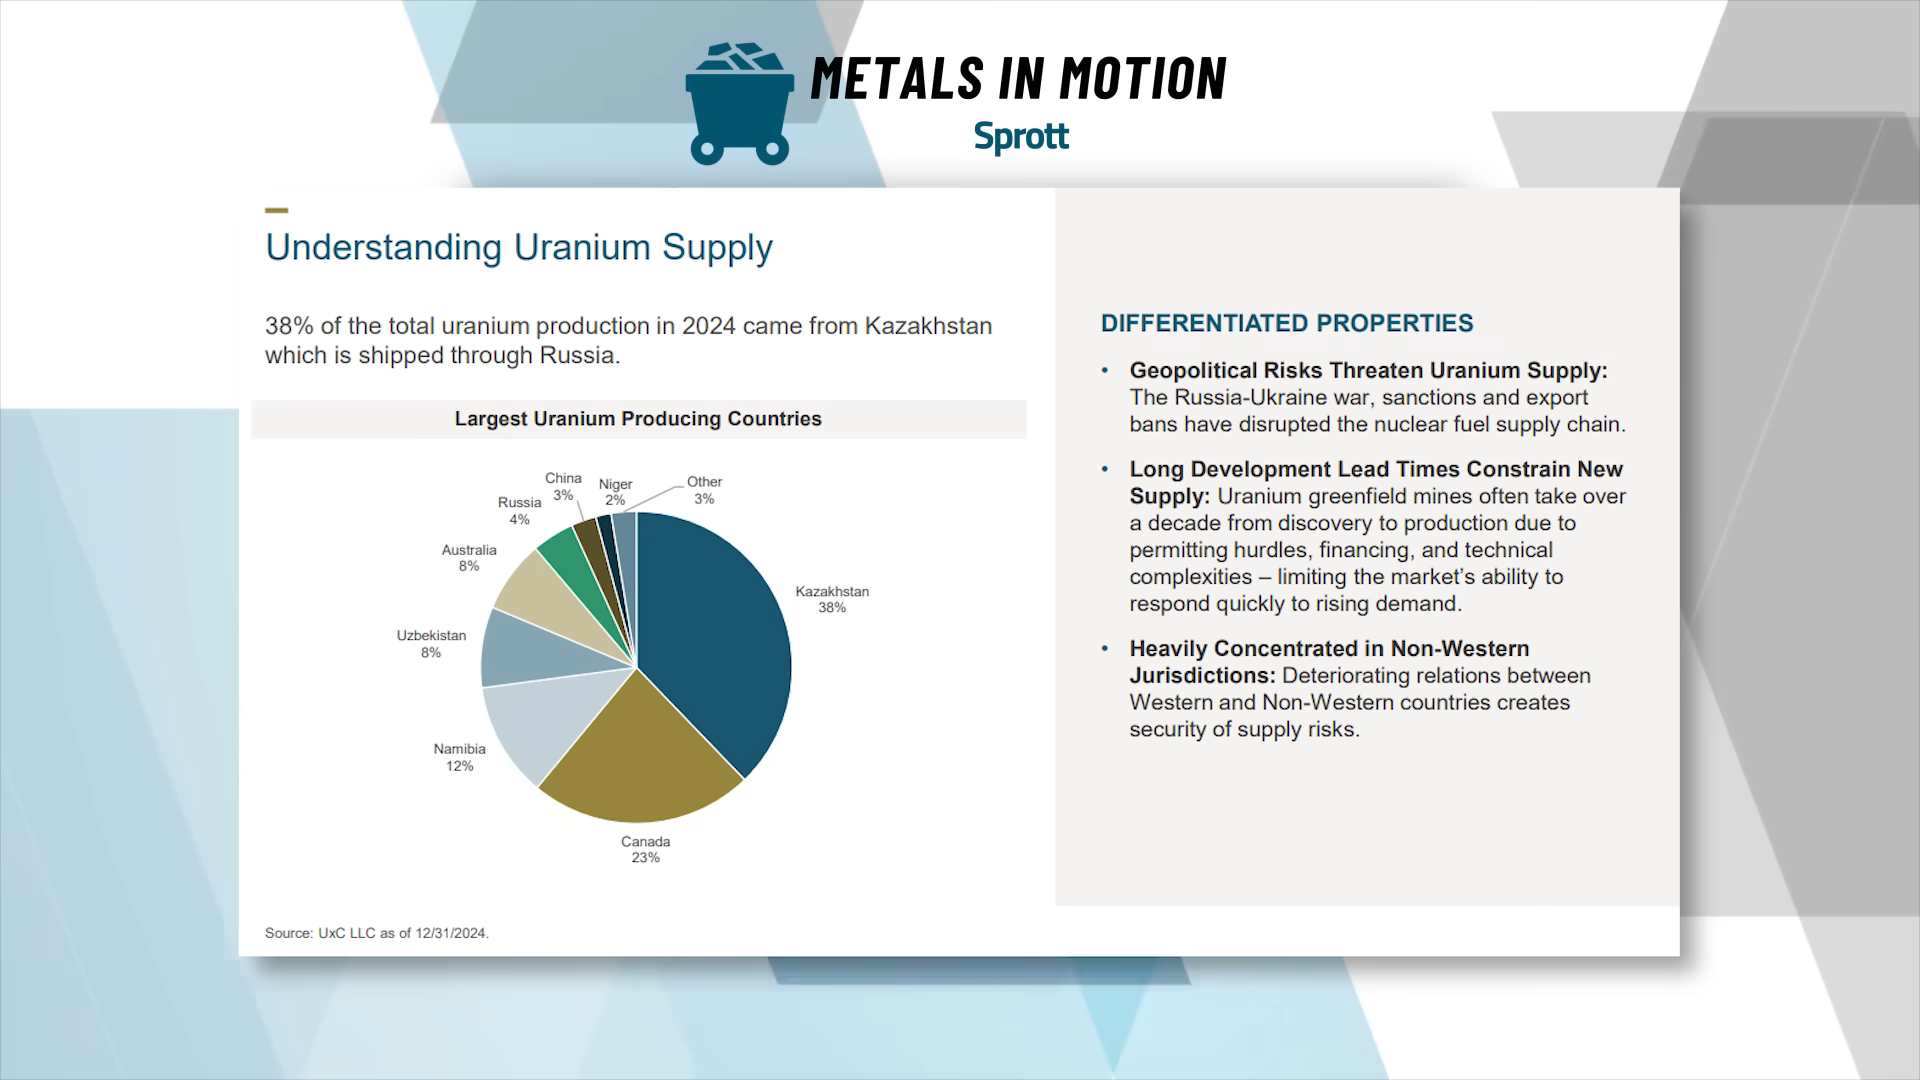 METALS IN MOTION
Sprott
Understanding Uranium Supply
38% of the total uranium production in 2024 came from Kazakhstan
which is shipped through Russia.
Largest Uranium Producing Countries
China
3%
Niger
2%
Other
3%
Russia
4%
Australia
8%
Kazakhstan
38%
Uzbekistan
8%
Namibia
12%
Canada
23%
Source: UxC LLC as of 12/31/2024.
DIFFERENTIATED PROPERTIES
• Geopolitical Risks Threaten Uranium Supply:
The Russia-Ukraine war, sanctions and export
bans have disrupted the nuclear fuel supply chain.
• Long Development Lead Times Constrain New
Supply: Uranium greenfield mines often take over
a decade from discovery to production due to
permitting hurdles, financing, and technical
complexities – limiting the market’s ability to
respond quickly to rising demand.
• Heavily Concentrated in Non-Western
Jurisdictions: Deteriorating relations between
Western and Non-Western countries creates
security of supply risks.